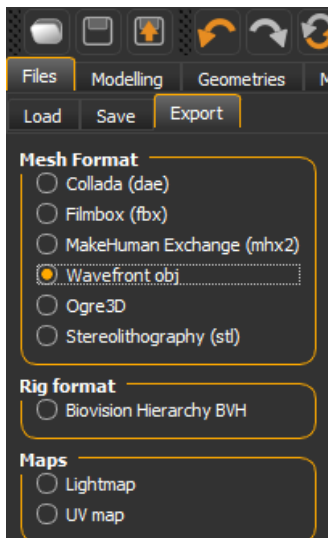 Files Modelling Geometries
Load Save Export
Mesh Format
Collada (dae)
Filmbox (fbx)
MakeHuman Exchange (mhx2)
Wavefront obj
Ogre3D
Stereolithography (stl)
Rig format
Biovision Hierarchy BVH
Maps
Lightmap
UV map